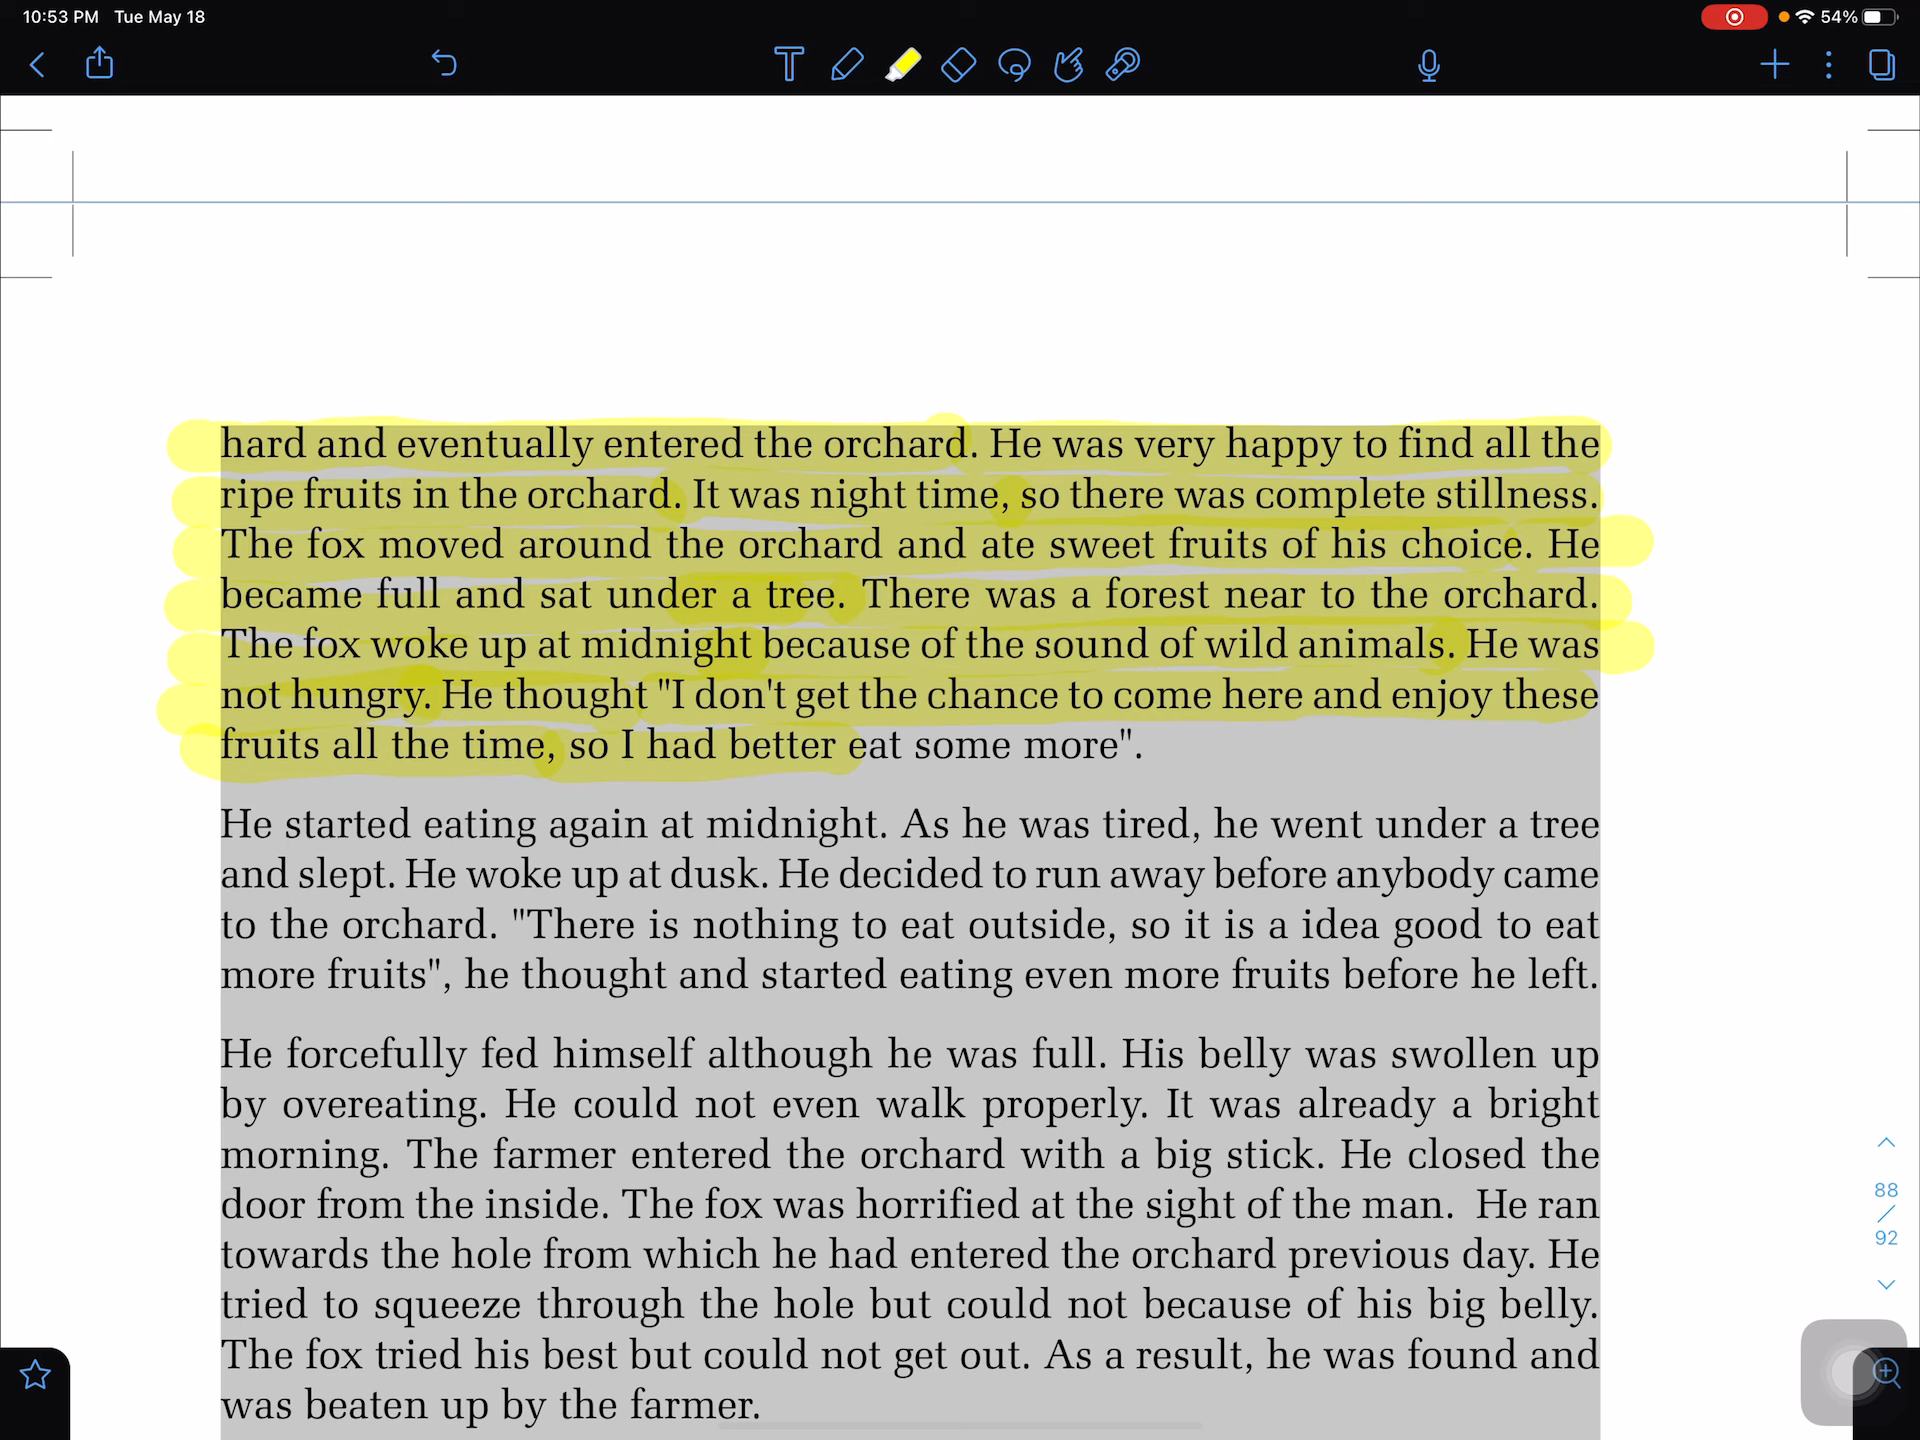 10:53 PM Tue May 18
54%
hard and eventually entered the orchard. He was very happy to find all the
ripe fruits in the orchard. It was night time, so there was complete stillness.
The fox moved around the orchard and ate sweet fruits of his choice. He
became full and sat under a tree. There was a forest near to the orchard.
The fox woke up at midnight because of the sound of wild animals. He was
not hungry. He thought "I don't get the chance to come here and enjoy these
fruits all the time, so I had better eat some more".
He started eating again at midnight. As he was tired, he went under a tree
and slept. He woke up at dusk. He decided to run away before anybody came
to the orchard. "There is nothing to eat outside, so it is a idea good to eat
more fruits", he thought and started eating even more fruits before he left.
He forcefully fed himself although he was full. His belly was swollen up
by overeating. He could not even walk properly. It was already a bright
morning. The farmer entered the orchard with a big stick. He closed the
door from the inside. The fox was horrified at the sight of the man. He ran
towards the hole from which he had entered the orchard previous day. He
tried to squeeze through the hole but could not because of his big belly.
The fox tried his best but could not get out. As a result, he was found and
was beaten up by the farmer.
88
/
92